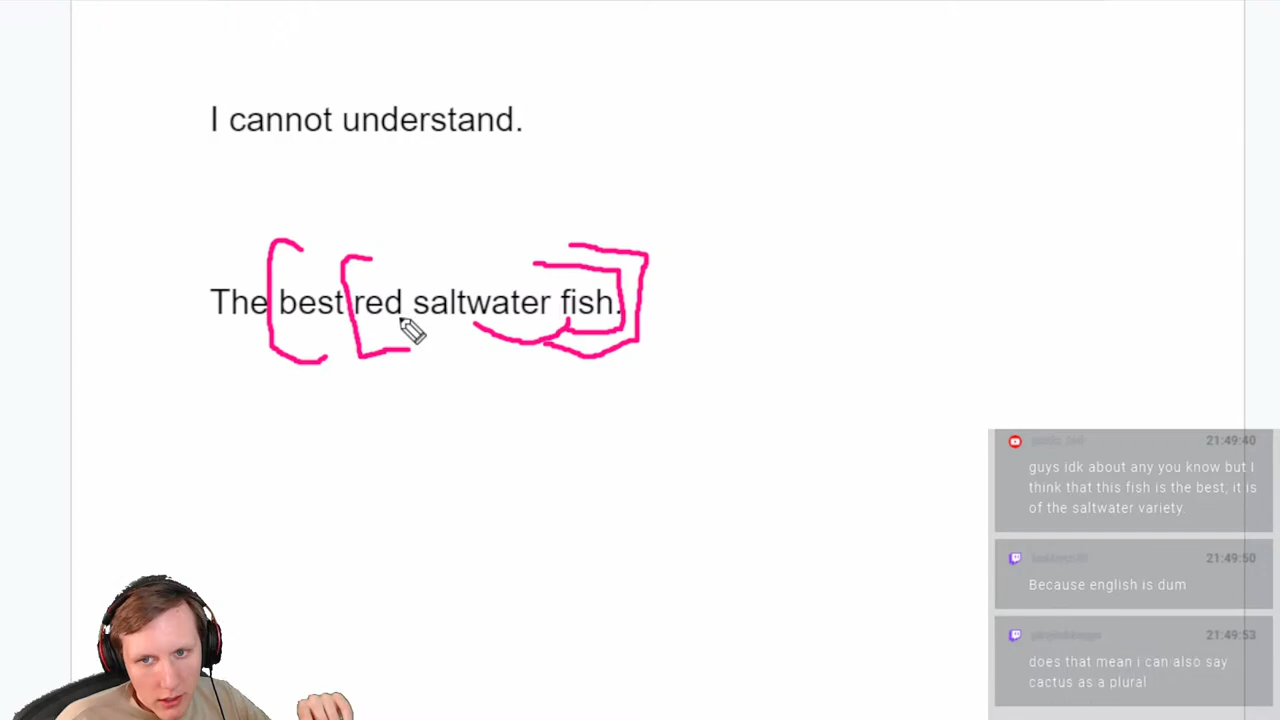 I cannot understand.
The best red saltwater fish.
21:49:40
guys idk about any you know but I
think that this fish is the best, it is
of the saltwater variety.
21:49:50
Because english is dum
21:49:53
does that mean i can also say
cactus as a plural